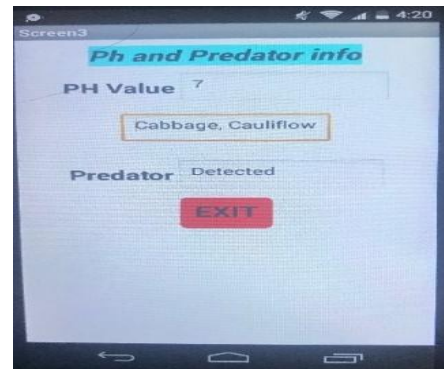 4:20
Screen3
Ph and Predator info
PH Value 7
Cabbage, Cauliflow
Predator Detected
EXIT